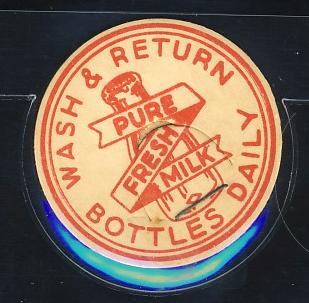 WASH & RETURN
PURE
FRESH
MILK
BOTTLES DAILY